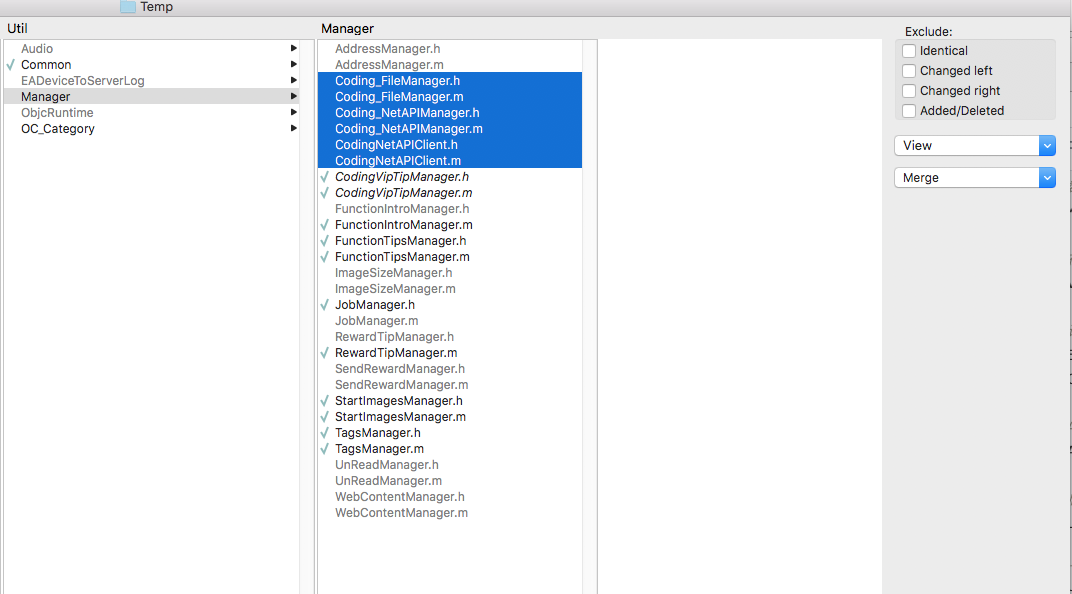 Temp
Util
Audio
Common
EADeviceToServerLog
Manager
ObjcRuntime
OC_Category
Manager
AddressManager.h
AddressManager.m
Coding_FileManager.h
Coding_FileManager.m
Coding_NetAPIManager.h
Coding_NetAPIManager.m
CodingNetAPIClient.h
CodingNetAPIClient.m
CodingVipTipManager.h
CodingVipTipManager.m
FunctionIntroManager.h
FunctionIntroManager.m
FunctionTipsManager.h
FunctionTipsManager.m
ImageSizeManager.h
ImageSizeManager.m
JobManager.h
JobManager.m
RewardTipManager.h
RewardTipManager.m
SendRewardManager.h
SendRewardManager.m
StartImagesManager.h
StartImagesManager.m
TagsManager.h
TagsManager.m
UnReadManager.h
UnReadManager.m
WebContentManager.h
WebContentManager.m
Exclude:
Identical
Changed left
Changed right
Added/Deleted
View
Merge